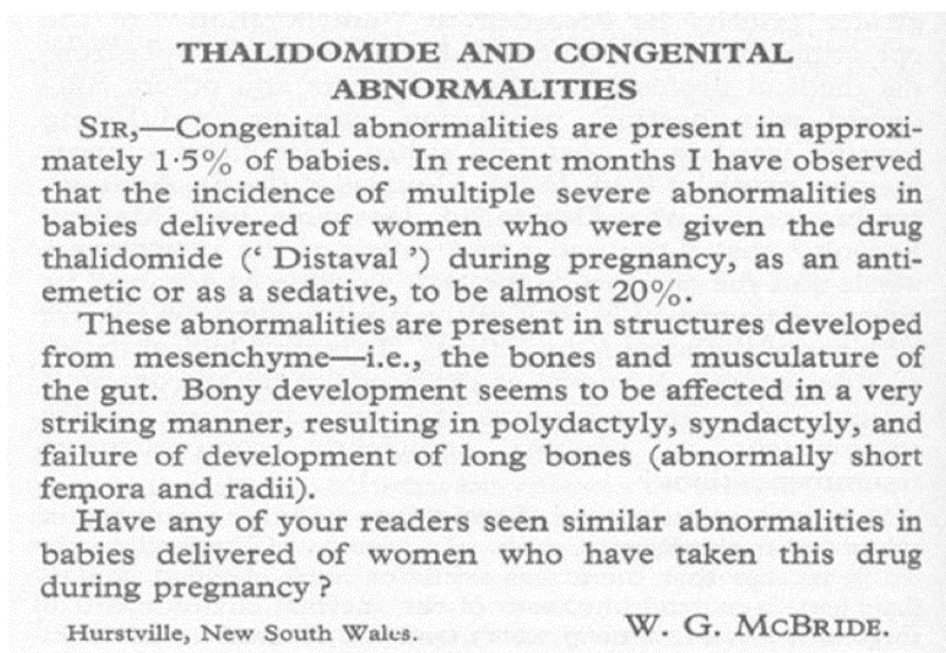 THALIDOMIDE AND CONGENITAL
ABNORMALITIES
SIR,—Congenital abnormalities are present in approxi-
mately 1·5% of babies. In recent months I have observed
that the incidence of multiple severe abnormalities in
babies delivered of women who were given the drug
thalidomide (‘ Distaval ’) during pregnancy, as an anti-
emetic or as a sedative, to be almost 20%.
These abnormalities are present in structures developed
from mesenchyme—i.e., the bones and musculature of
the gut. Bony development seems to be affected in a very
striking manner, resulting in polydactyly, syndactyly, and
failure of development of long bones (abnormally short
femora and radii).
Have any of your readers seen similar abnormalities in
babies delivered of women who have taken this drug
during pregnancy ?
Hurstville, New South Wales. W. G. MCBRIDE.